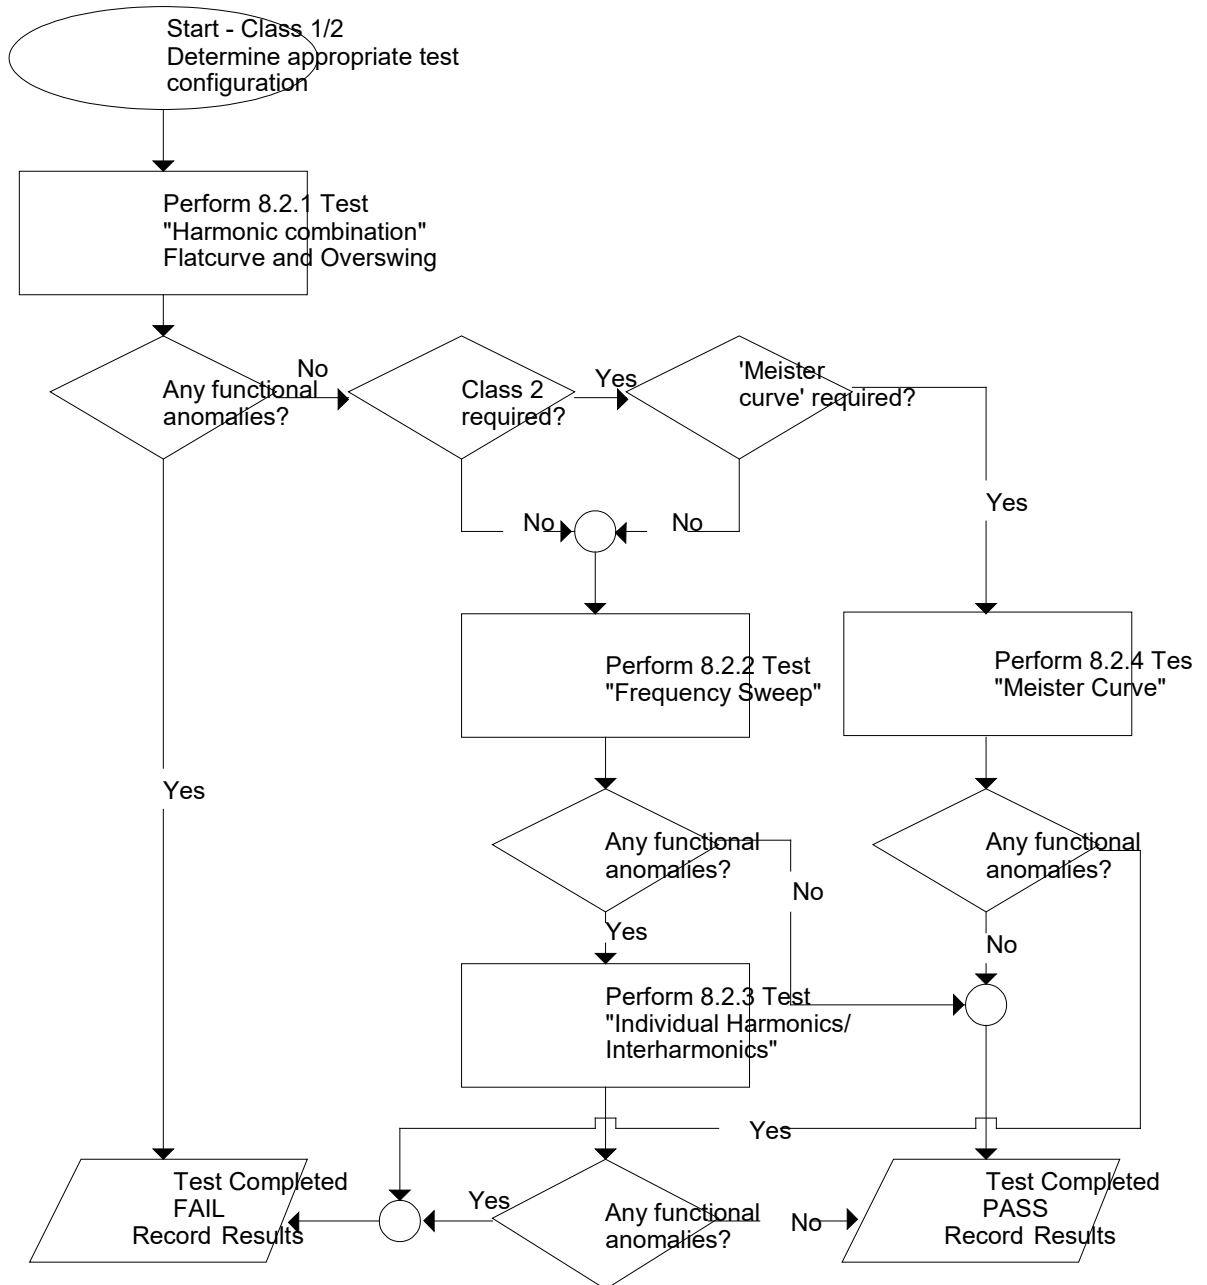 Start - Class 1/2
Determine appropriate test
configuration
Perform 8.2.1 Test
"Harmonic combination"
Flatcurve and Overswing
Any functional
anomalies?
No
Class 2
required?
Yes
'Meister
curve' required?
Yes
No
No
Perform 8.2.2 Test
"Frequency Sweep"
Perform 8.2.4 Tes
"Meister Curve"
Yes
Any functional
anomalies?
No
Any functional
anomalies?
Yes
No
Perform 8.2.3 Test
"Individual Harmonics/
Interharmonics"
Yes
Test Completed
FAIL
Record Results
Yes
Any functional
anomalies?
No
Test Completed
PASS
Record Results